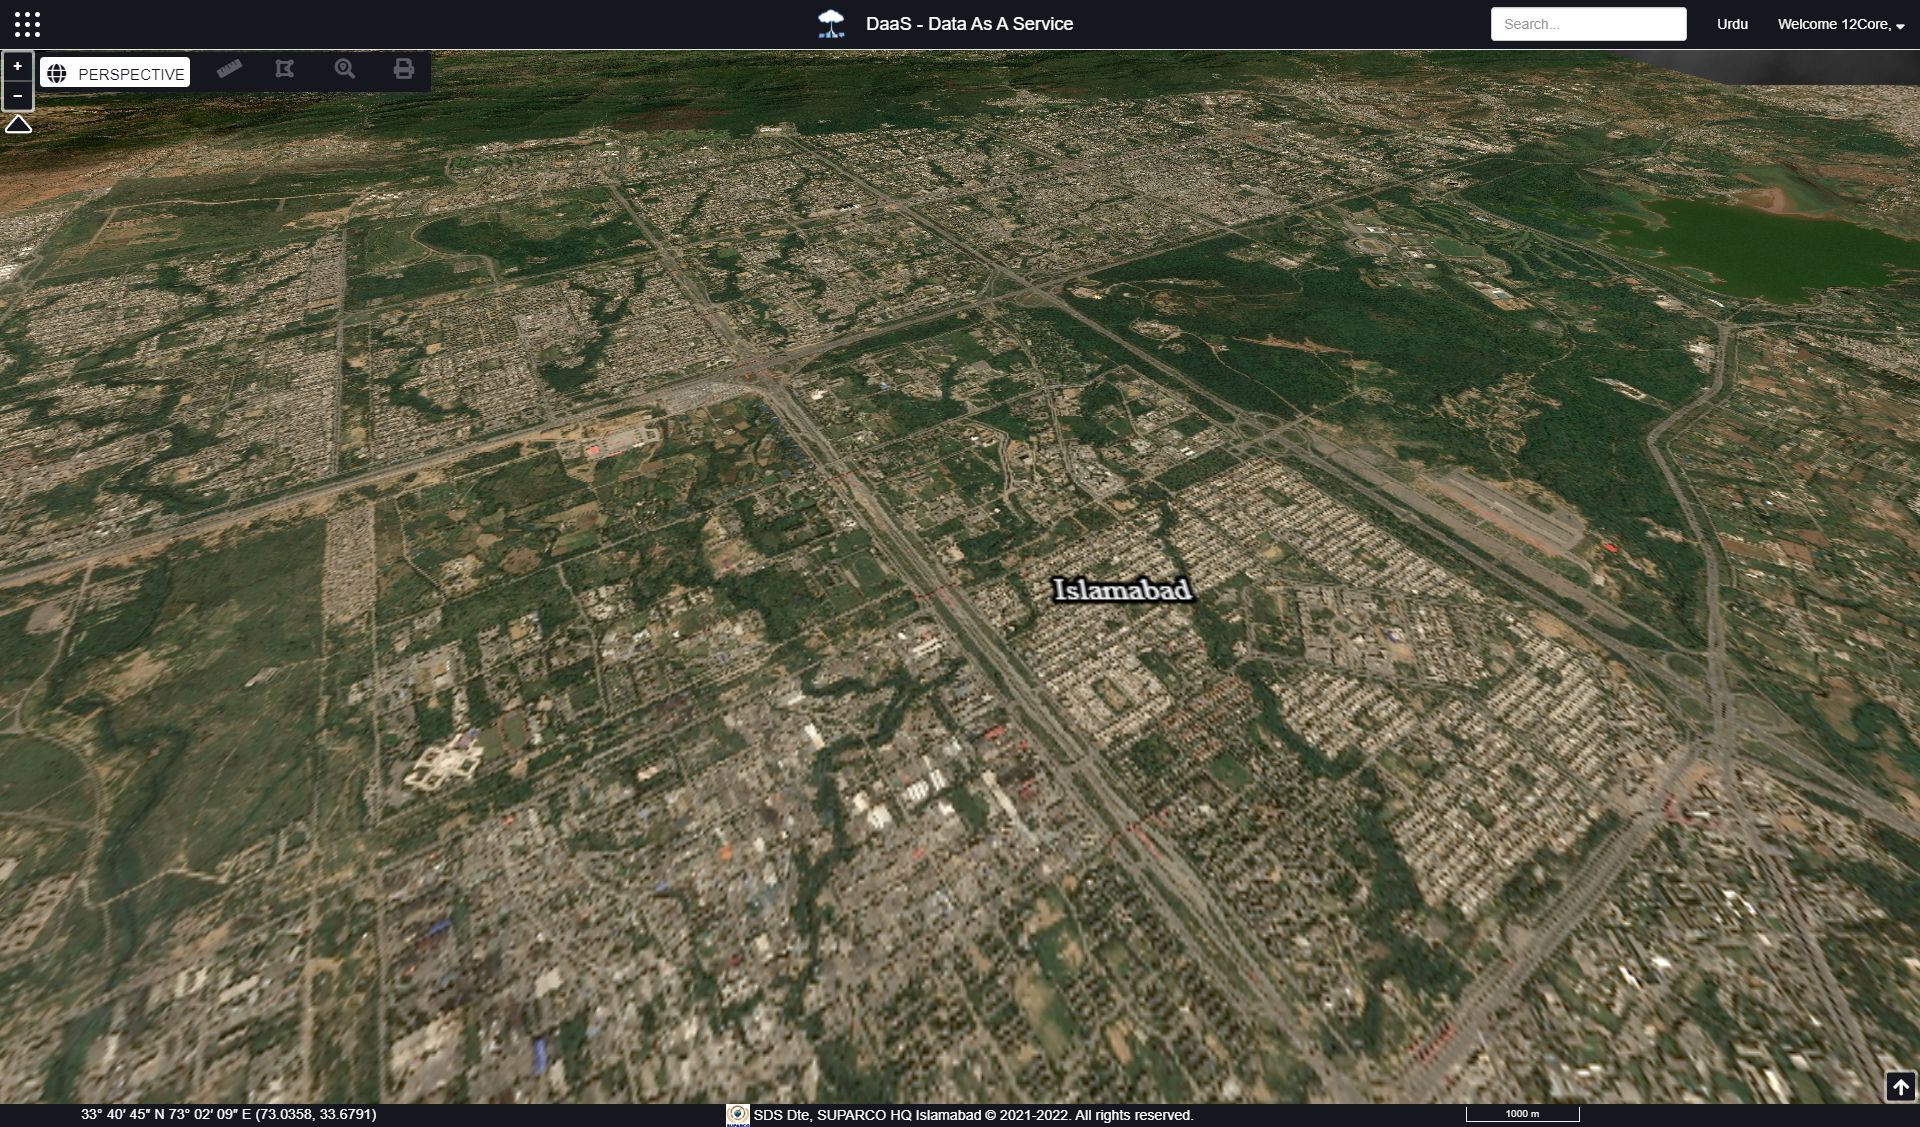 DaaS - Data As A Service
Search...
Urdu
Welcome 12Core,
+
PERSPECTIVE
-
Islamabad
33° 40′ 45″ N 73° 02′ 09″ E (73.0358, 33.6791)
SUPARCO
SDS Dte, SUPARCO HQ Islamabad © 2021-2022. All rights reserved.
1000 m